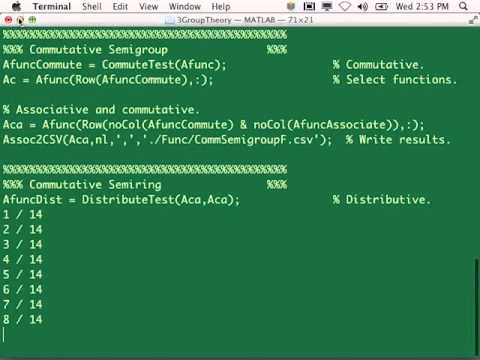 Terminal Shell Edit View Window Help Wed 2:53 PM
3GroupTheory — MATLAB — 71×21
%%%%%%%%%%%%%%%%%%%%%%%%%%%%%%%%%%%%%%%%%%%
%%% Commutative Semigroup %%%
AfuncCommute = CommuteTest(Afunc); % Commutative.
Ac = Afunc(Row(AfuncCommute),:); % Select functions.
% Associative and commutative.
Aca = Afunc(Row(noCol(AfuncCommute) & noCol(AfuncAssociate)),:);
Assoc2CSV(Aca,nl,',','./Func/CommSemigroupF.csv'); % Write results.
%%%%%%%%%%%%%%%%%%%%%%%%%%%%%%%%%%%%%%%%%%%
%%% Commutative Semiring %%%
AfuncDist = DistributeTest(Aca,Aca); % Distributive.
1 / 14
2 / 14
3 / 14
4 / 14
5 / 14
6 / 14
7 / 14
8 / 14